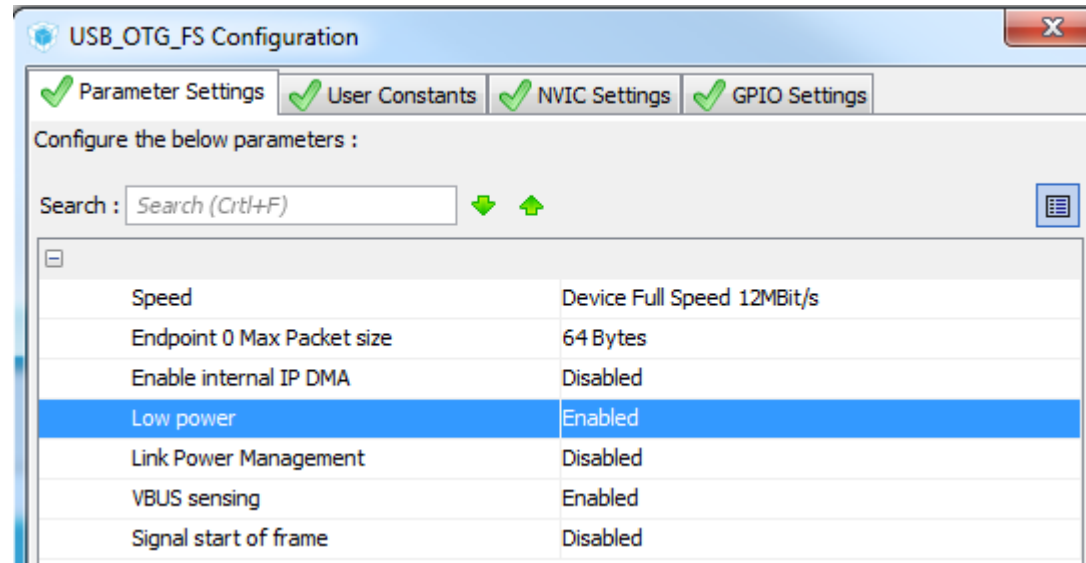 USB_OTG_FS Configuration
Parameter Settings User Constants NVIC Settings GPIO Settings
Configure the below parameters :
Search : Search (Crtl+F)
Speed Device Full Speed 12MBit/s
Endpoint 0 Max Packet size 64 Bytes
Enable internal IP DMA Disabled
Low power Enabled
Link Power Management Disabled
VBUS sensing Enabled
Signal start of frame Disabled